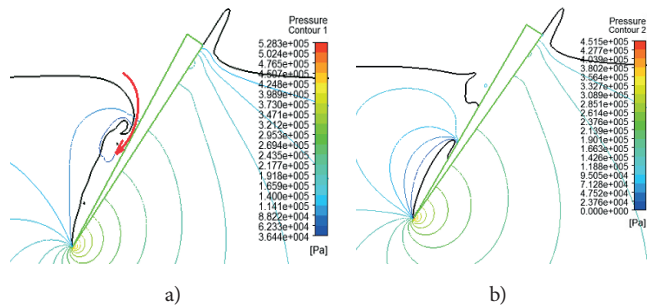 Pressure
Contour 1
5.283e+005
5.024e+005
4.765e+005
4.507e+005
4.248e+005
3.989e+005
3.730e+005
3.471e+005
3.212e+005
2.953e+005
2.694e+005
2.435e+005
2.177e+005
1.918e+005
1.659e+005
1.400e+005
1.141e+005
8.822e+004
6.233e+004
3.644e+004
[Pa]
a)
Pressure
Contour 2
4.515e+005
4.277e+005
4.039e+005
3.802e+005
3.564e+005
3.327e+005
3.089e+005
2.851e+005
2.614e+005
2.376e+005
2.139e+005
1.901e+005
1.663e+005
1.426e+005
1.188e+005
9.505e+004
7.128e+004
4.752e+004
2.376e+004
0.000e+000
[Pa]
b)